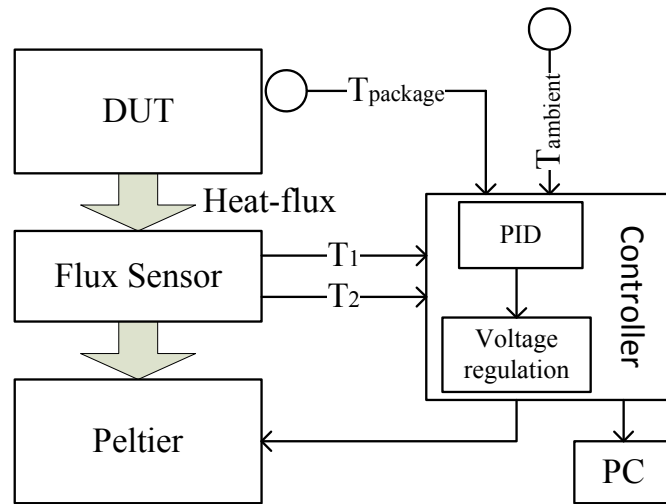 DUT
Tpackage
Tambient
Heat-flux
PID
Controller
Flux Sensor
T1
T2
Voltage
regulation
Peltier
PC